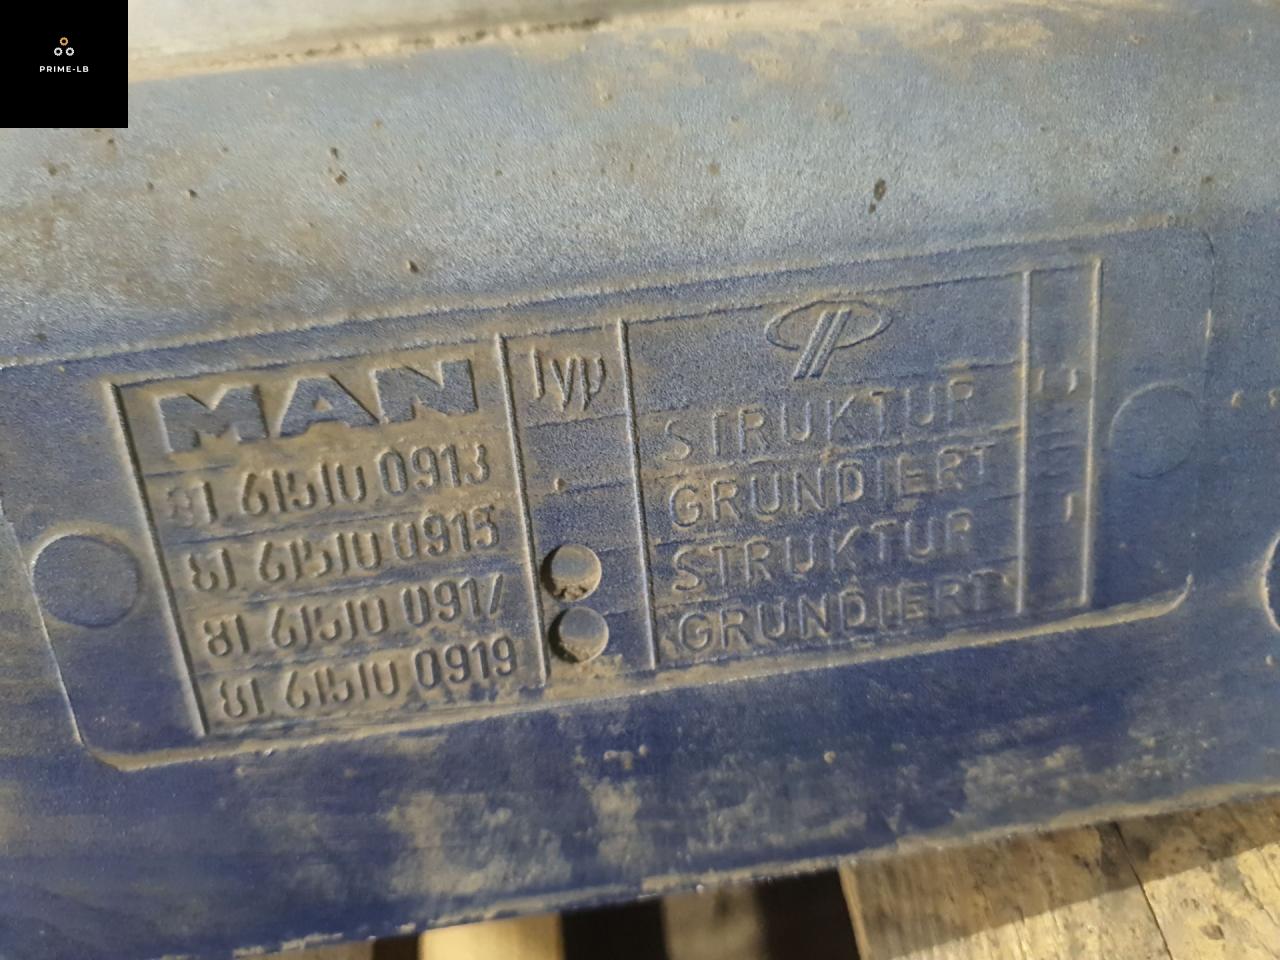 PRIME-LB
MAN Typ
81.61510.0913 STRUKTUR
81.61510.0915 GRUNDIERT
81.61510.0917 STRUKTUR
81.61510.0919 GRUNDIERT